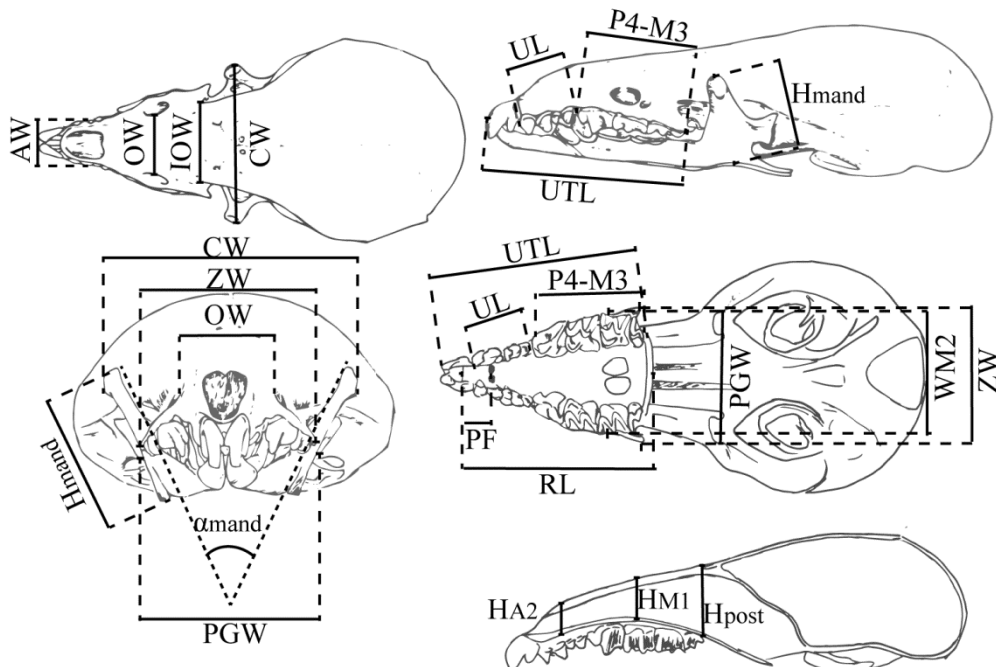 AW
OW
IOW
CW
UL
P4-M3
Hmand
UTL
CW
ZW
OW
Hmand
αmand
PGW
UTL
P4-M3
UL
PF
RL
PGW
WM2
ZW
HA2
HM1
Hpost